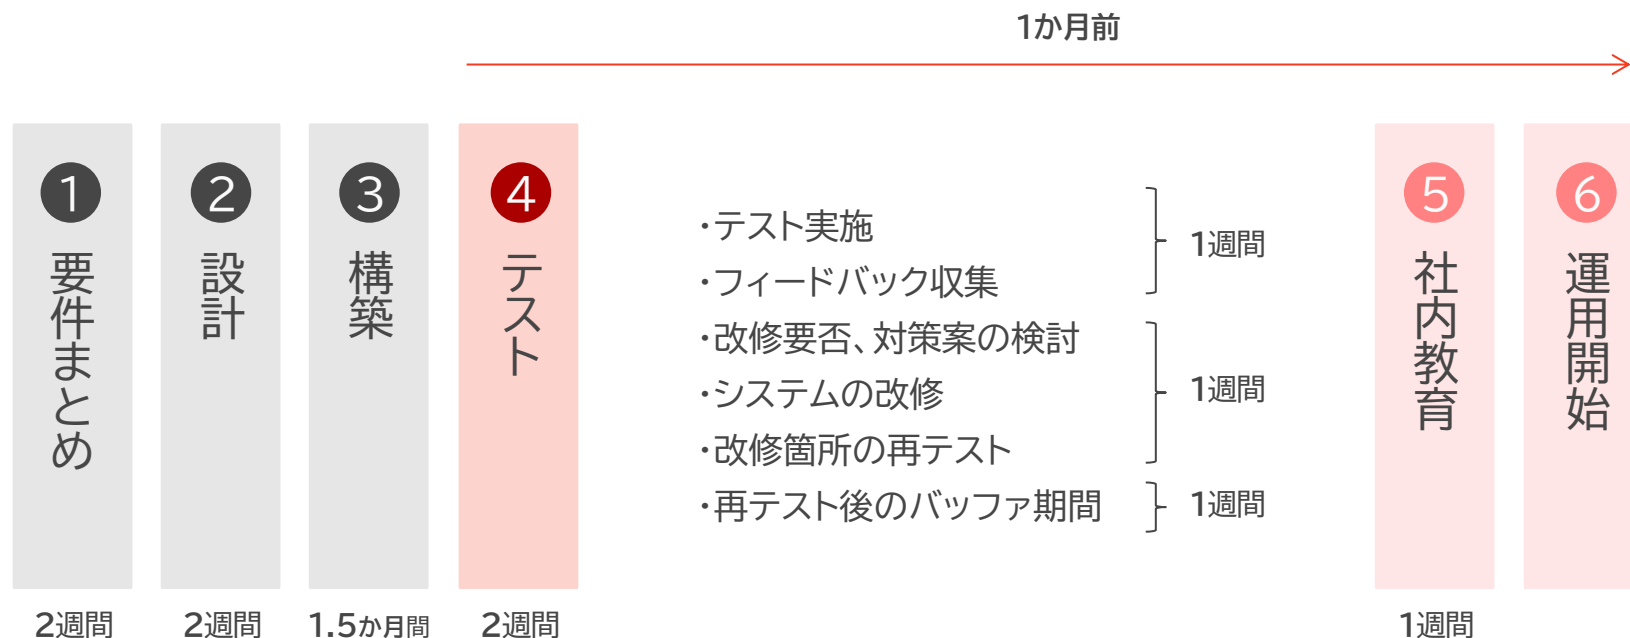 1か月前
1
要件まとめ
2週間
2
設計
2週間
3
構築
1.5か月間
4
テスト
2週間
・テスト実施
・フィードバック収集
1週間
・改修要否、対策案の検討
・システムの改修
・改修箇所の再テスト
1週間
・再テスト後のバッファ期間
1週間
5
社内教育
1週間
6
運用開始